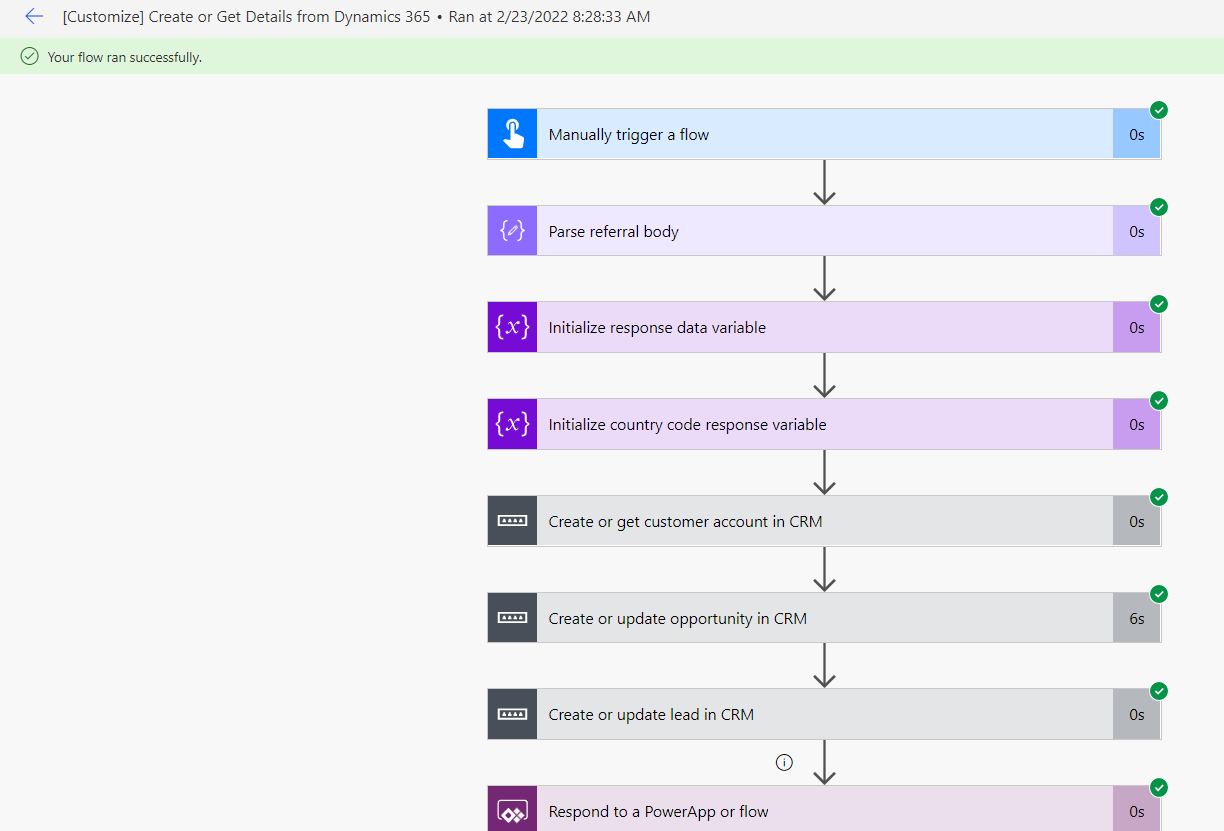 [Customize] Create or Get Details from Dynamics 365 • Ran at 2/23/2022 8:28:33 AM
Your flow ran successfully.
Manually trigger a flow 0s
Parse referral body 0s
{x} Initialize response data variable 0s
{x} Initialize country code response variable 0s
Create or get customer account in CRM 0s
Create or update opportunity in CRM 6s
Create or update lead in CRM 0s
Respond to a PowerApp or flow 0s